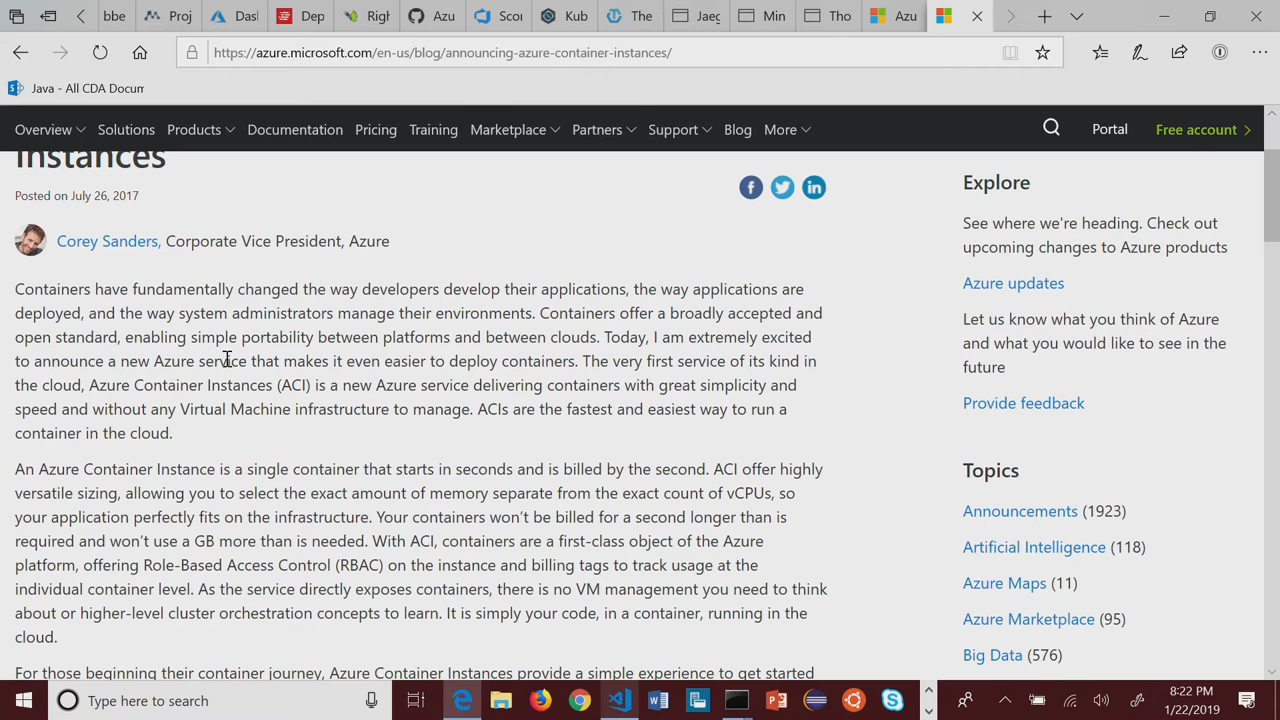 bbe
Proj
Das
Dep
Righ
Azu
Scor
Kub
The
Jaeg
Min
Tho
Azu
https://azure.microsoft.com/en-us/blog/announcing-azure-container-instances/
Java - All CDA Docum
Overview
Solutions
Products
Documentation
Pricing
Training
Marketplace
Partners
Support
Blog
More
Portal
Free account
Instances
Posted on July 26, 2017
Corey Sanders, Corporate Vice President, Azure
Containers have fundamentally changed the way developers develop their applications, the way applications are
deployed, and the way system administrators manage their environments. Containers offer a broadly accepted and
open standard, enabling simple portability between platforms and between clouds. Today, I am extremely excited
to announce a new Azure service that makes it even easier to deploy containers. The very first service of its kind in
the cloud, Azure Container Instances (ACI) is a new Azure service delivering containers with great simplicity and
speed and without any Virtual Machine infrastructure to manage. ACIs are the fastest and easiest way to run a
container in the cloud.
An Azure Container Instance is a single container that starts in seconds and is billed by the second. ACI offer highly
versatile sizing, allowing you to select the exact amount of memory separate from the exact count of vCPUs, so
your application perfectly fits on the infrastructure. Your containers won’t be billed for a second longer than is
required and won’t use a GB more than is needed. With ACI, containers are a first-class object of the Azure
platform, offering Role-Based Access Control (RBAC) on the instance and billing tags to track usage at the
individual container level. As the service directly exposes containers, there is no VM management you need to think
about or higher-level cluster orchestration concepts to learn. It is simply your code, in a container, running in the
cloud.
For those beginning their container journey, Azure Container Instances provide a simple experience to get started
Explore
See where we're heading. Check out
upcoming changes to Azure products
Azure updates
Let us know what you think of Azure
and what you would like to see in the
future
Provide feedback
Topics
Announcements (1923)
Artificial Intelligence (118)
Azure Maps (11)
Azure Marketplace (95)
Big Data (576)
Type here to search
8:22 PM
1/22/2019